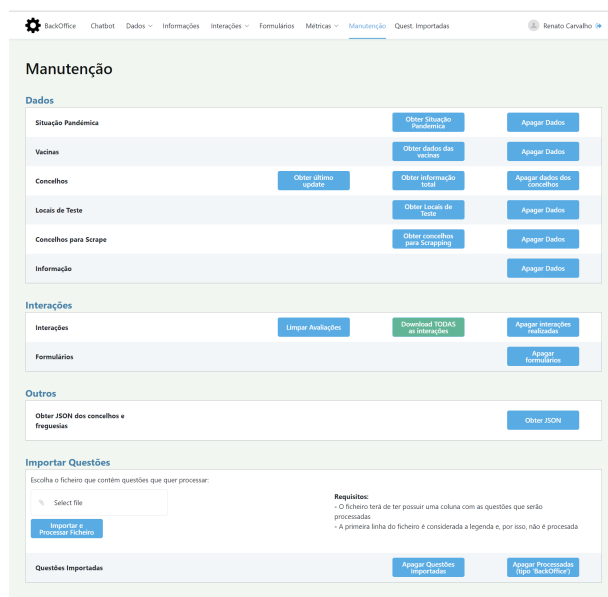 BackOffice Chatbot Dados Informações Interações Formulários Métricas Manutenção Quest. Importadas Renato Carvalho
Manutenção
Dados
Situação Pandémica
Obter Situação
Pandemica
Apagar Dados
Vacinas
Obter dados das
vacinas
Apagar Dados
Concelhos
Obter último
update
Obter informação
total
Apagar dados dos
concelhos
Locais de Teste
Obter Locais de
Teste
Apagar Dados
Concelhos para Scrape
Obter concelhos
para Scrapping
Apagar Dados
Informação
Apagar Dados
Interações
Interações
Limpar Avaliações
Download TODAS
as interações
Apagar interações
realizadas
Formulários
Apagar
formulários
Outros
Obter JSON dos concelhos e
freguesias
Obter JSON
Importar Questões
Escolha o ficheiro que contém questões que quer processar:
Select file
Importar e
Processar Ficheiro
Requisitos:
- O ficheiro terá de ter possuir uma coluna com as questões que serão
processadas
- A primeira linha do ficheiro é considerada a legenda e, por isso, não é procesada
Questões Importadas
Apagar Questões
Importadas
Apagar Processadas
(tipo 'BackOffice')